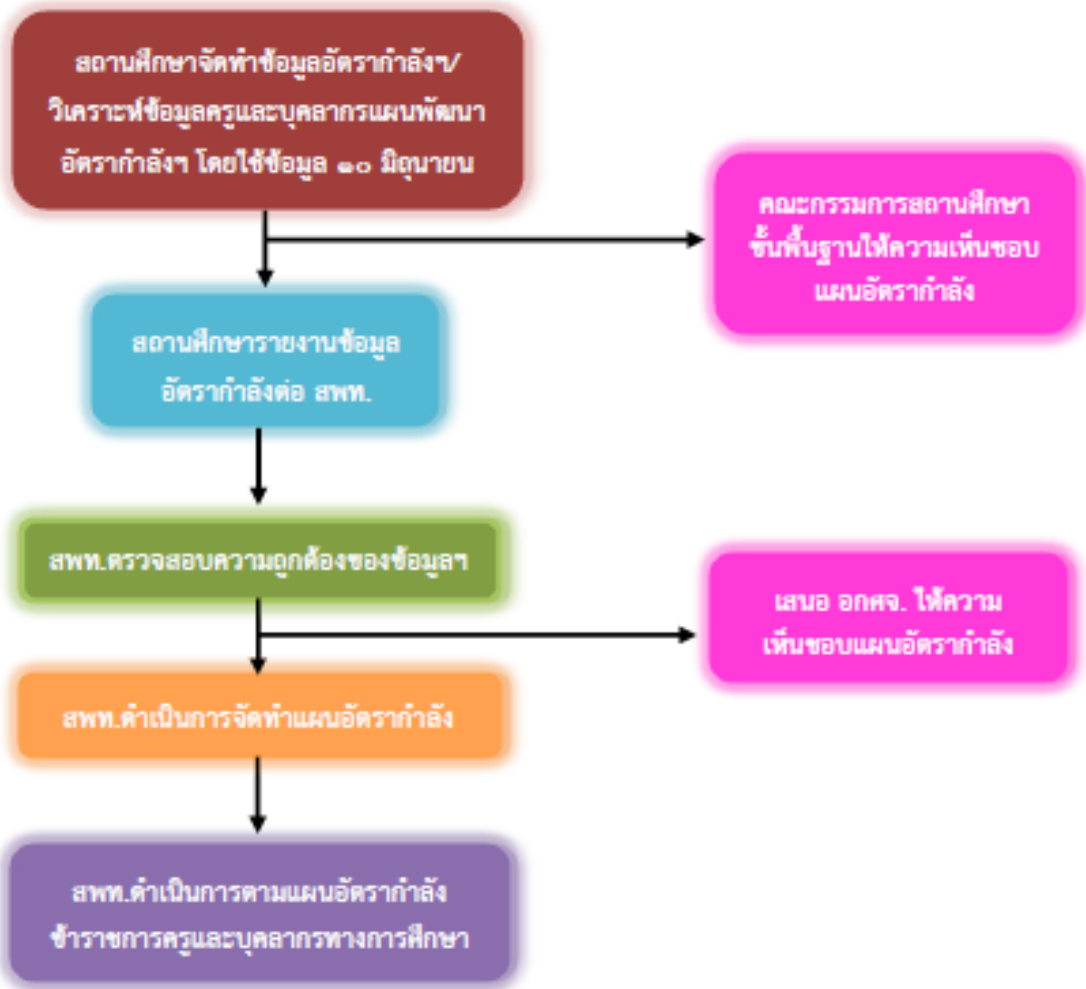 สถานศึกษาจัดทำข้อมูลอัตรากำลังฯ/
วิเคราะห์ข้อมูลครูและบุคลากรแผนพัฒนา
อัตรากำลังฯ โดยใช้ข้อมูล ๑๐ มิถุนายน
คณะกรรมการสถานศึกษา
ขั้นพื้นฐานให้ความเห็นชอบ
แผนอัตรากำลัง
สถานศึกษารายงานข้อมูล
อัตรากำลังต่อ สพท.
สพท.ตรวจสอบความถูกต้องของข้อมูลฯ
เสนอ อกศจ. ให้ความ
เห็นชอบแผนอัตรากำลัง
สพท.ดำเนินการจัดทำแผนอัตรากำลัง
สพท.ดำเนินการตามแผนอัตรากำลัง
ข้าราชการครูและบุคลากรทางการศึกษา